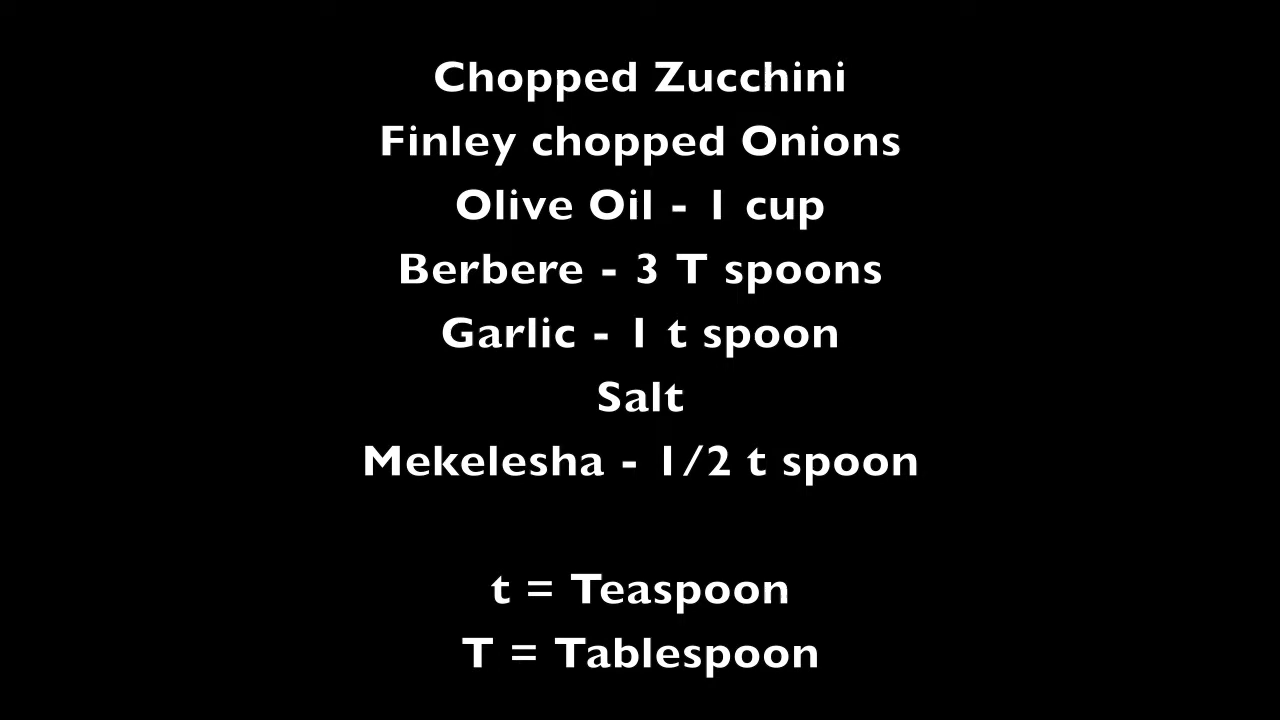 Chopped Zucchini
Finley chopped Onions
Olive Oil - 1 cup
Berbere - 3 T spoons
Garlic - 1 t spoon
Salt
Mekelesha - 1/2 t spoon
t = Teaspoon
T = Tablespoon